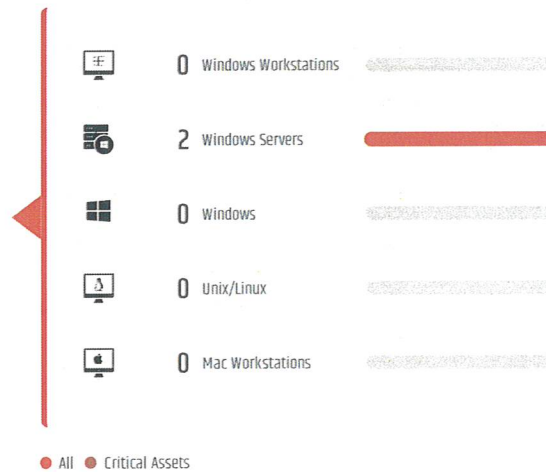 0 Windows Workstations
2 Windows Servers
0 Windows
0 Unix/Linux
0 Mac Workstations
All Critical Assets